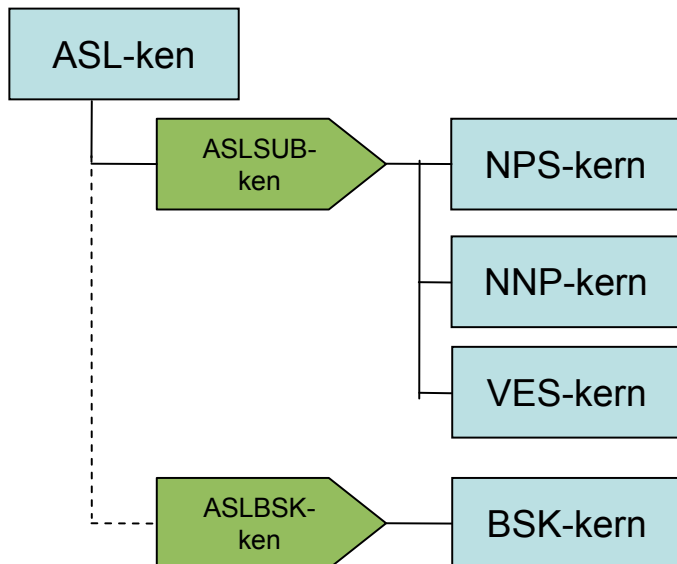 ASL-ken
ASLSUB-
ken
NPS-kern
NNP-kern
VES-kern
ASLBSK-
ken
BSK-kern